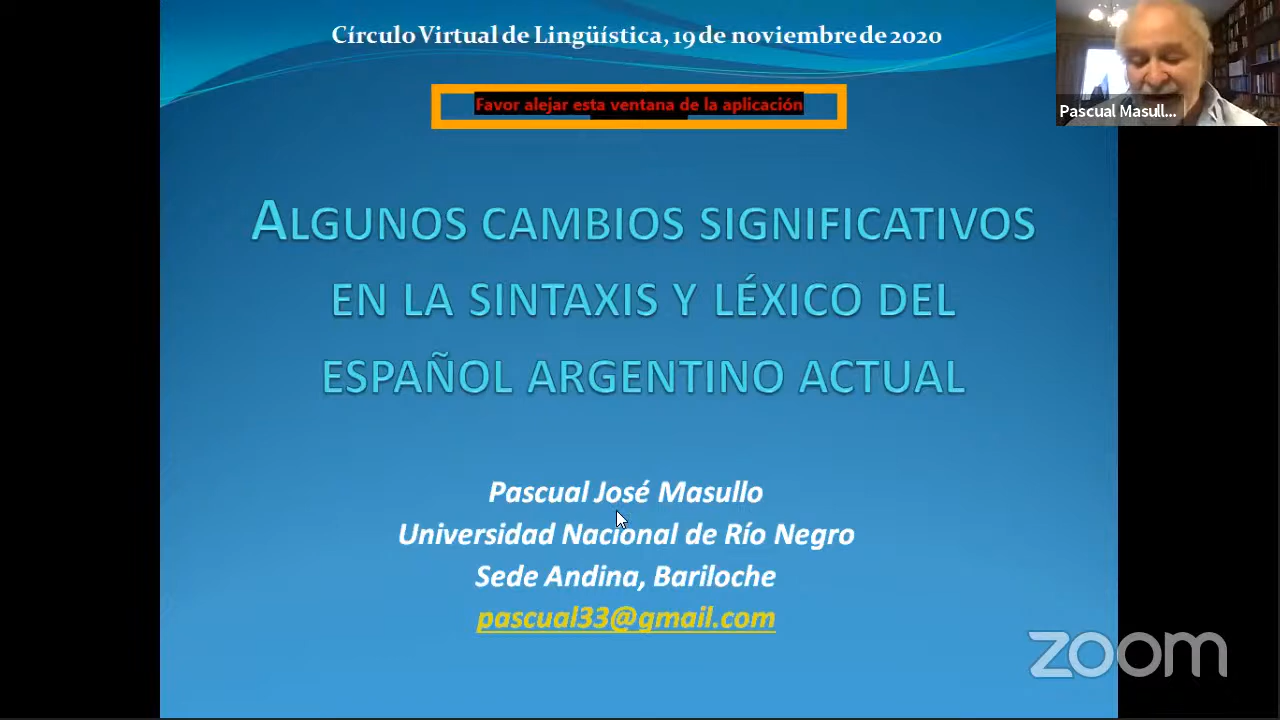 Círculo Virtual de Lingüística, 19 de noviembre de 2020
Favor alejar esta ventana de la aplicación
Pascual Masull...
ALGUNOS CAMBIOS SIGNIFICATIVOS
EN LA SINTAXIS Y LÉXICO DEL
ESPAÑOL ARGENTINO ACTUAL
Pascual José Masullo
Universidad Nacional de Río Negro
Sede Andina, Bariloche
pascual33@gmail.com
zoom